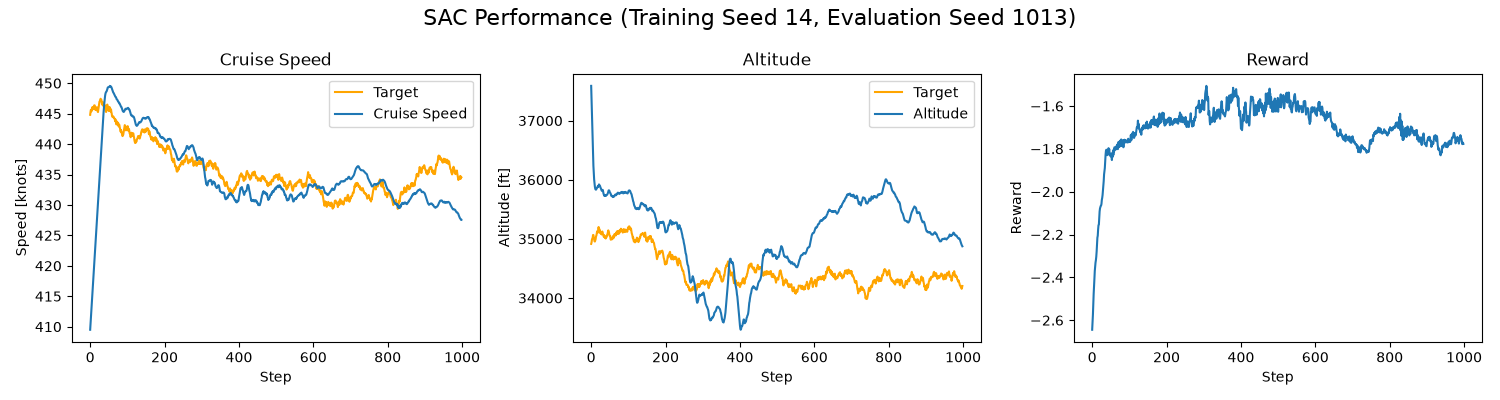 SAC Performance (Training Seed 14, Evaluation Seed 1013)
Cruise Speed
450
445
440
435
430
425
420
415
410
Speed [knots]
0 200 400 600 800 1000
Step
Target
Cruise Speed
Altitude
37000
36000
35000
34000
Altitude [ft]
0 200 400 600 800 1000
Step
Target
Altitude
Reward
−1.6
−1.8
−2.0
−2.2
−2.4
−2.6
Reward
0 200 400 600 800 1000
Step